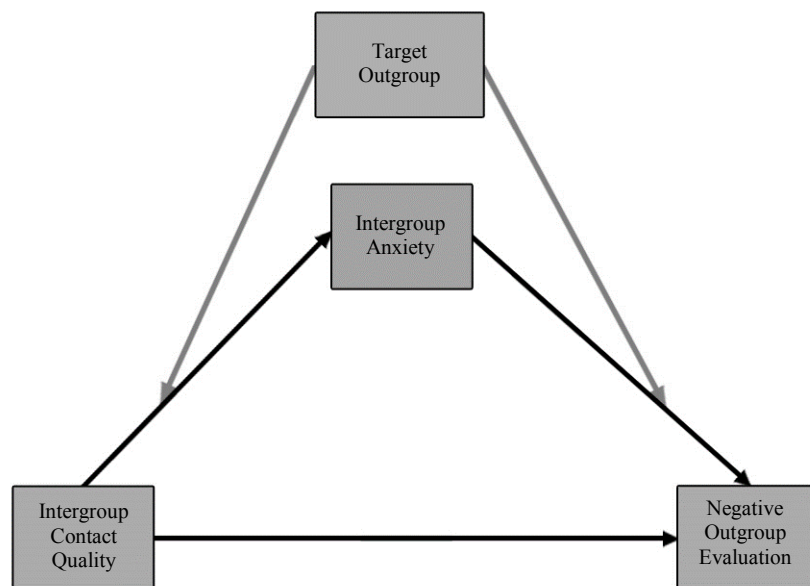 Target
Outgroup
Intergroup
Anxiety
Intergroup
Contact
Quality
Negative
Outgroup
Evaluation